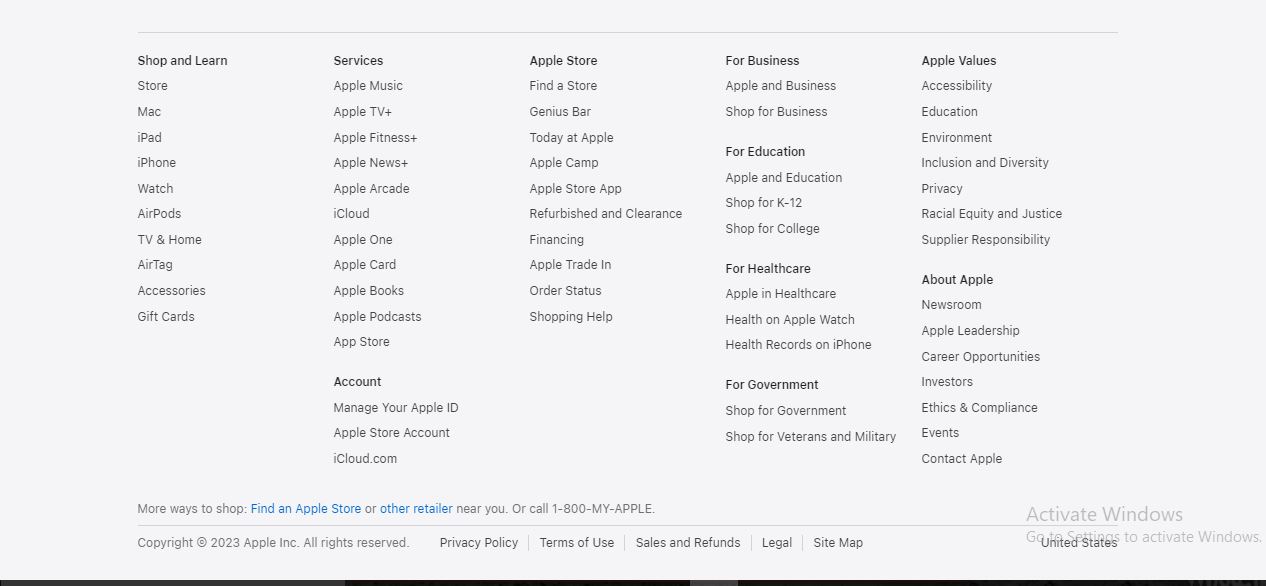 Shop and Learn
Store
Mac
iPad
iPhone
Watch
AirPods
TV & Home
AirTag
Accessories
Gift Cards
Services
Apple Music
Apple TV+
Apple Fitness+
Apple News+
Apple Arcade
iCloud
Apple One
Apple Card
Apple Books
Apple Podcasts
App Store
Account
Manage Your Apple ID
Apple Store Account
iCloud.com
Apple Store
Find a Store
Genius Bar
Today at Apple
Apple Camp
Apple Store App
Refurbished and Clearance
Financing
Apple Trade In
Order Status
Shopping Help
For Business
Apple and Business
Shop for Business
For Education
Apple and Education
Shop for K-12
Shop for College
For Healthcare
Apple in Healthcare
Health on Apple Watch
Health Records on iPhone
For Government
Shop for Government
Shop for Veterans and Military
Apple Values
Accessibility
Education
Environment
Inclusion and Diversity
Privacy
Racial Equity and Justice
Supplier Responsibility
About Apple
Newsroom
Apple Leadership
Career Opportunities
Investors
Ethics & Compliance
Events
Contact Apple
More ways to shop: Find an Apple Store or other retailer near you. Or call 1-800-MY-APPLE.
Copyright © 2023 Apple Inc. All rights reserved. Privacy Policy Terms of Use Sales and Refunds Legal Site Map United States
Activate Windows
Go to Settings to activate Windows.